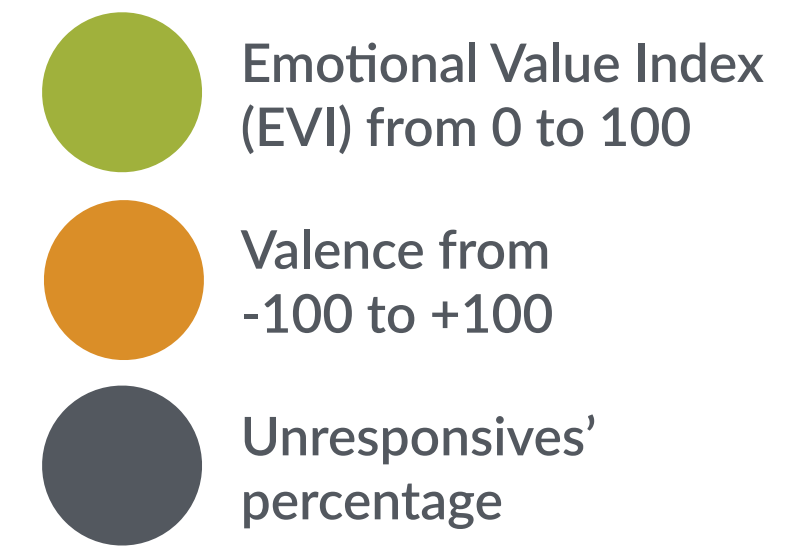 Emotional Value Index
(EVI) from 0 to 100
Valence from
-100 to +100
Unresponsives’
percentage